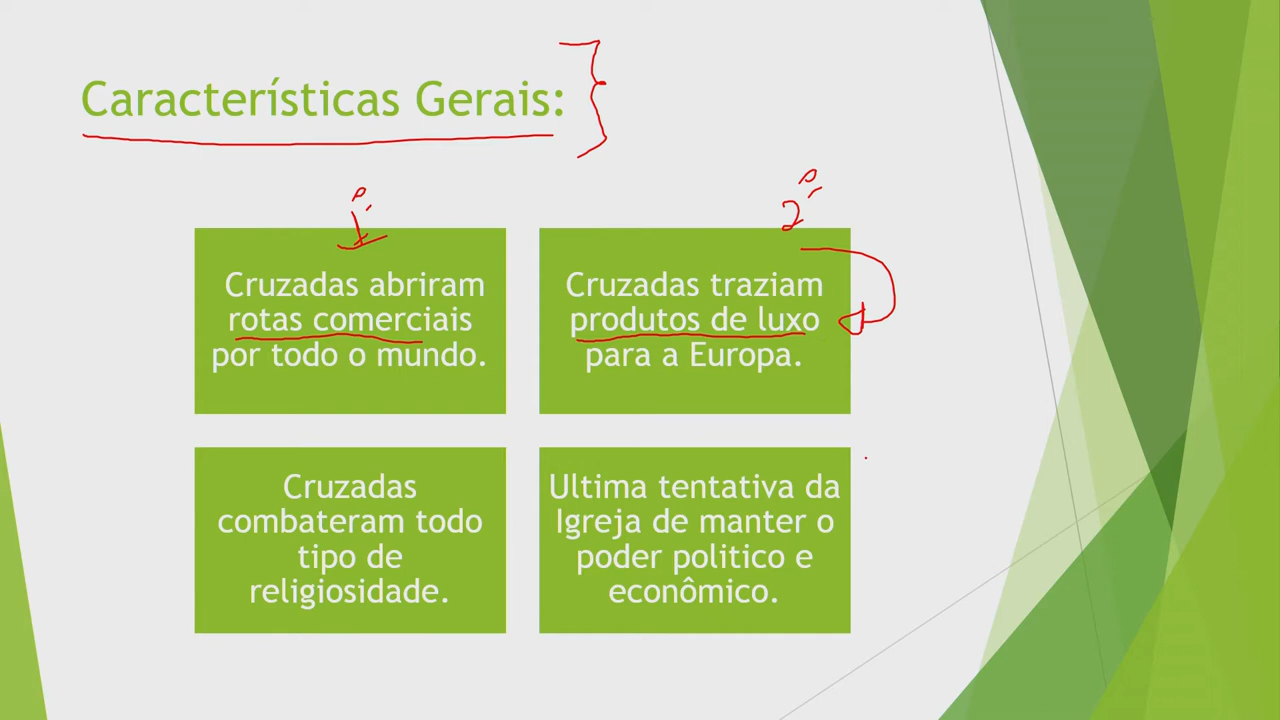 Características Gerais:
1º
2º
Cruzadas abriram
rotas comerciais
por todo o mundo.
Cruzadas traziam
produtos de luxo
para a Europa.
Cruzadas
combateram todo
tipo de
religiosidade.
Ultima tentativa da
Igreja de manter o
poder politico e
econômico.